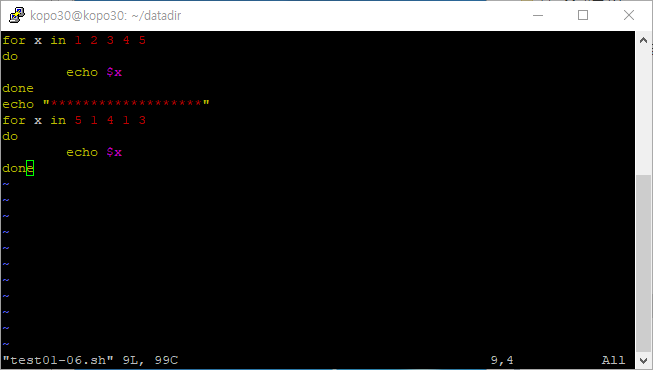 kopo30@kopo30: ~/datadir
for x in 1 2 3 4 5
do
        echo $x
done
echo "*******************"
for x in 5 1 4 1 3
do
        echo $x
done
~
~
~
~
~
~
~
~
~
~
~
"test01-06.sh" 9L, 99C                                        9,4           All